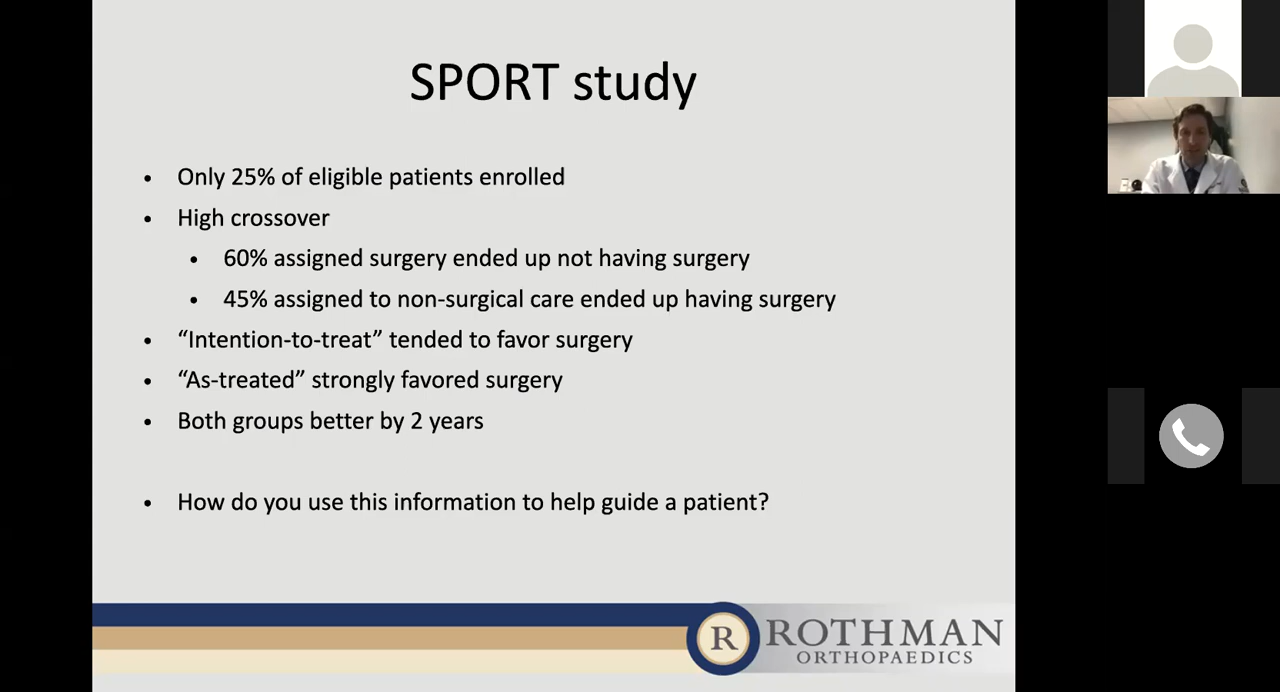 SPORT study
• Only 25% of eligible patients enrolled
• High crossover
• 60% assigned surgery ended up not having surgery
• 45% assigned to non-surgical care ended up having surgery
• “Intention-to-treat” tended to favor surgery
• “As-treated” strongly favored surgery
• Both groups better by 2 years
• How do you use this information to help guide a patient?
R ROTHMAN
ORTHOPAEDICS